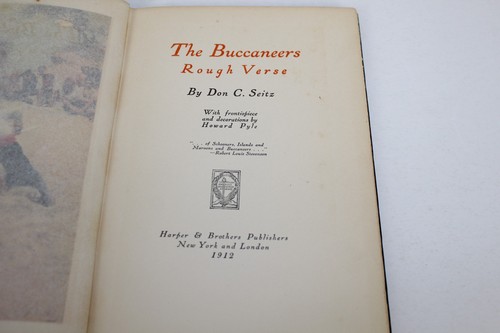 The Buccaneers
Rough Verse
By Don C. Seitz
With frontispiece
and decorations by
Howard Pyle
". . of Schooners, Islands and
Maroons and Buccaneers . . ."
—Robert Louis Stevenson
Harper & Brothers Publishers
New York and London
1912